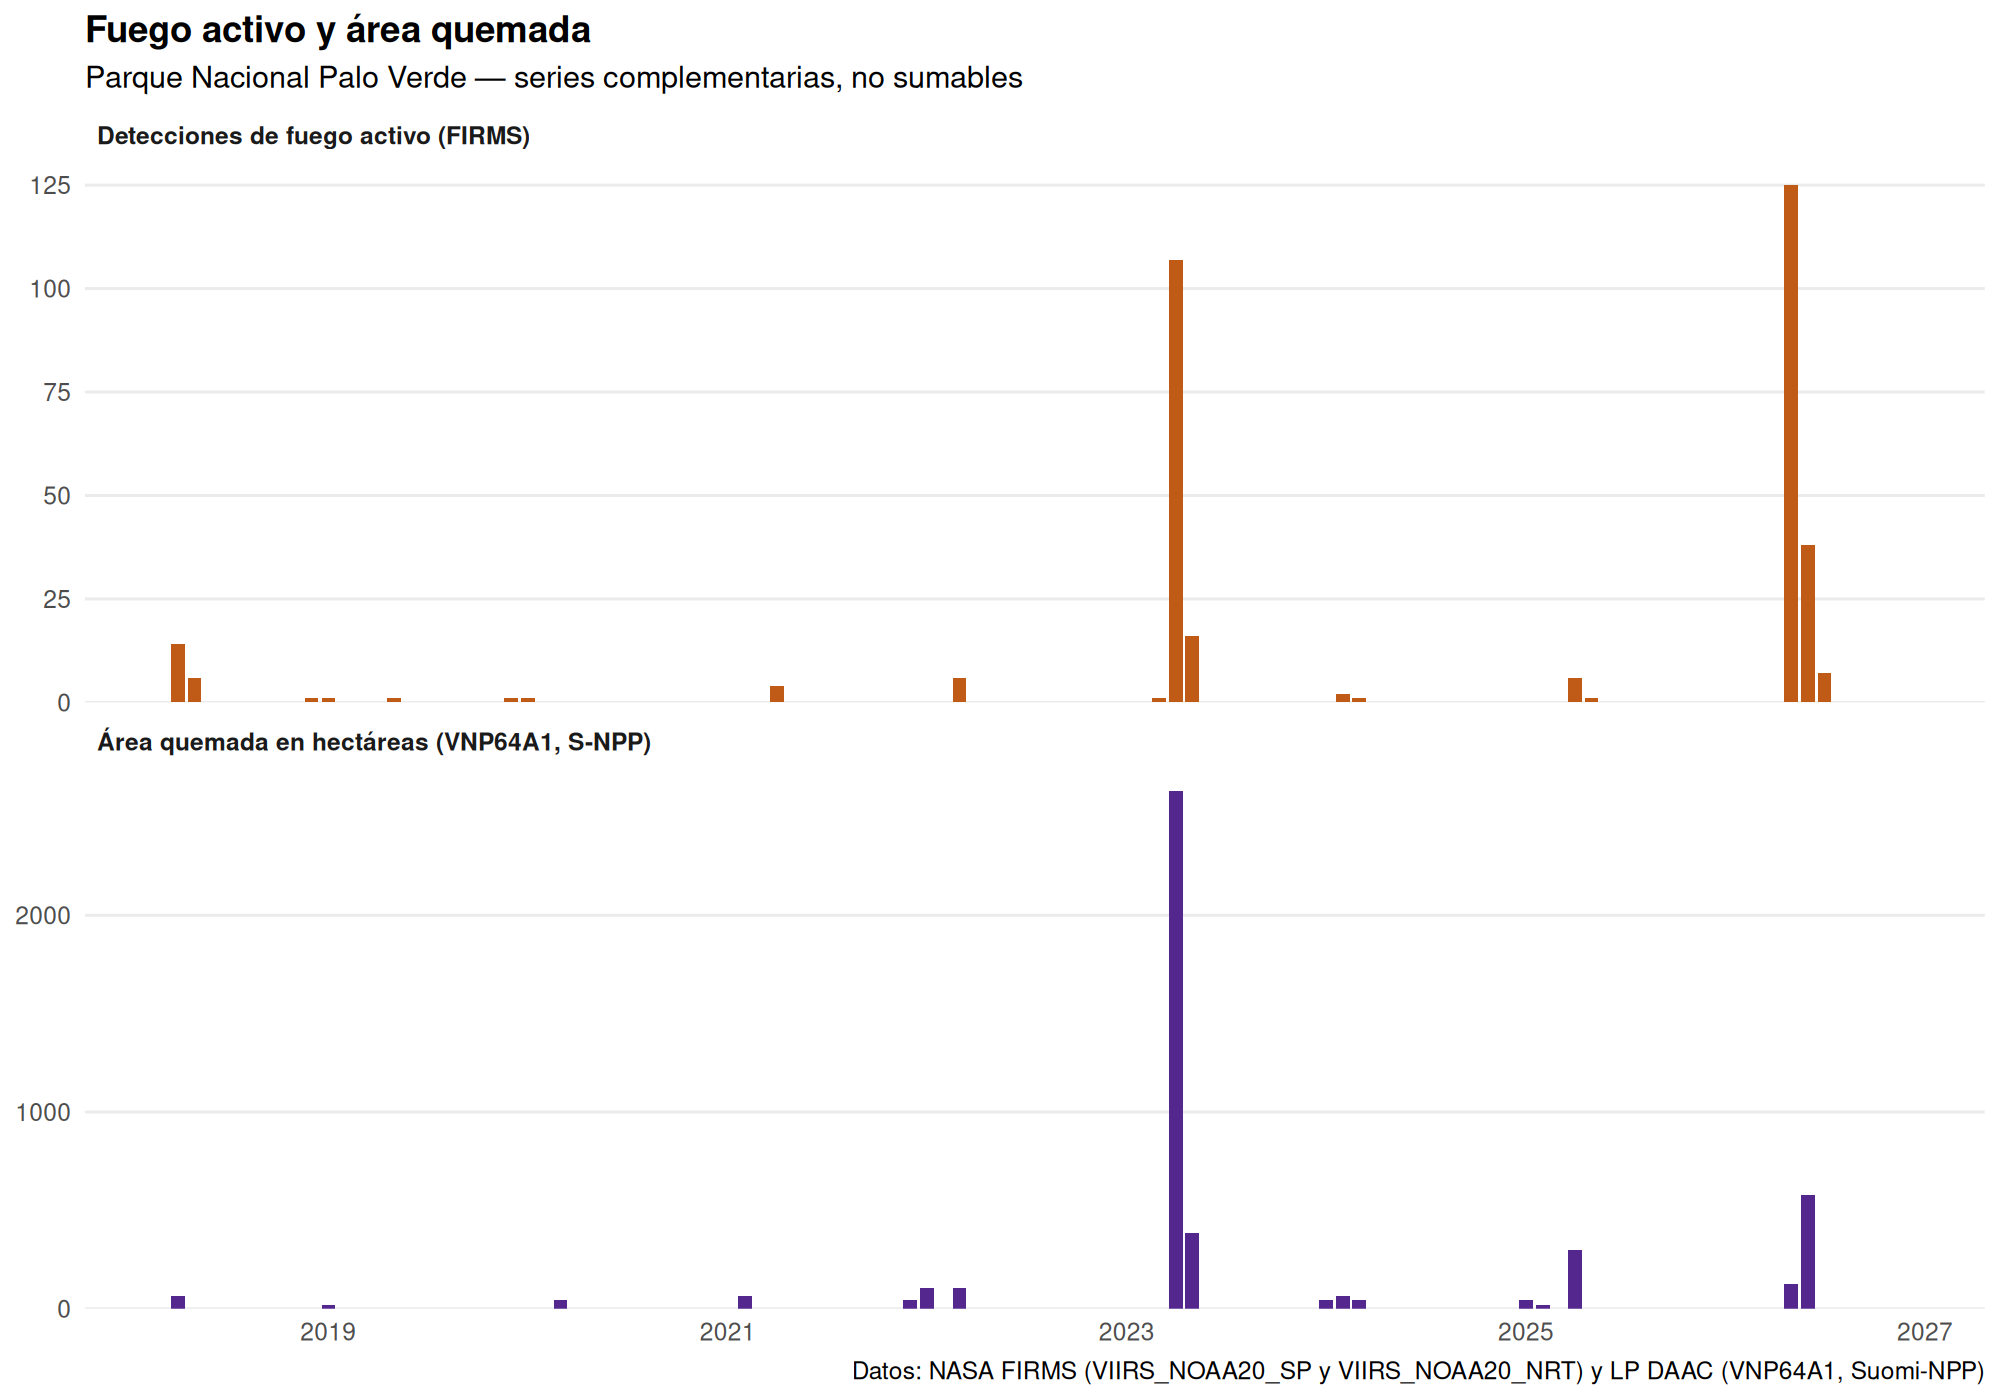 Fuego activo y área quemada
Parque Nacional Palo Verde — series complementarias, no sumables
Detecciones de fuego activo (FIRMS)
125
100
75
50
25
0
Área quemada en hectáreas (VNP64A1, S-NPP)
2000
1000
0
2019 2021 2023 2025 2027
Datos: NASA FIRMS (VIIRS_NOAA20_SP y VIIRS_NOAA20_NRT) y LP DAAC (VNP64A1, Suomi-NPP)